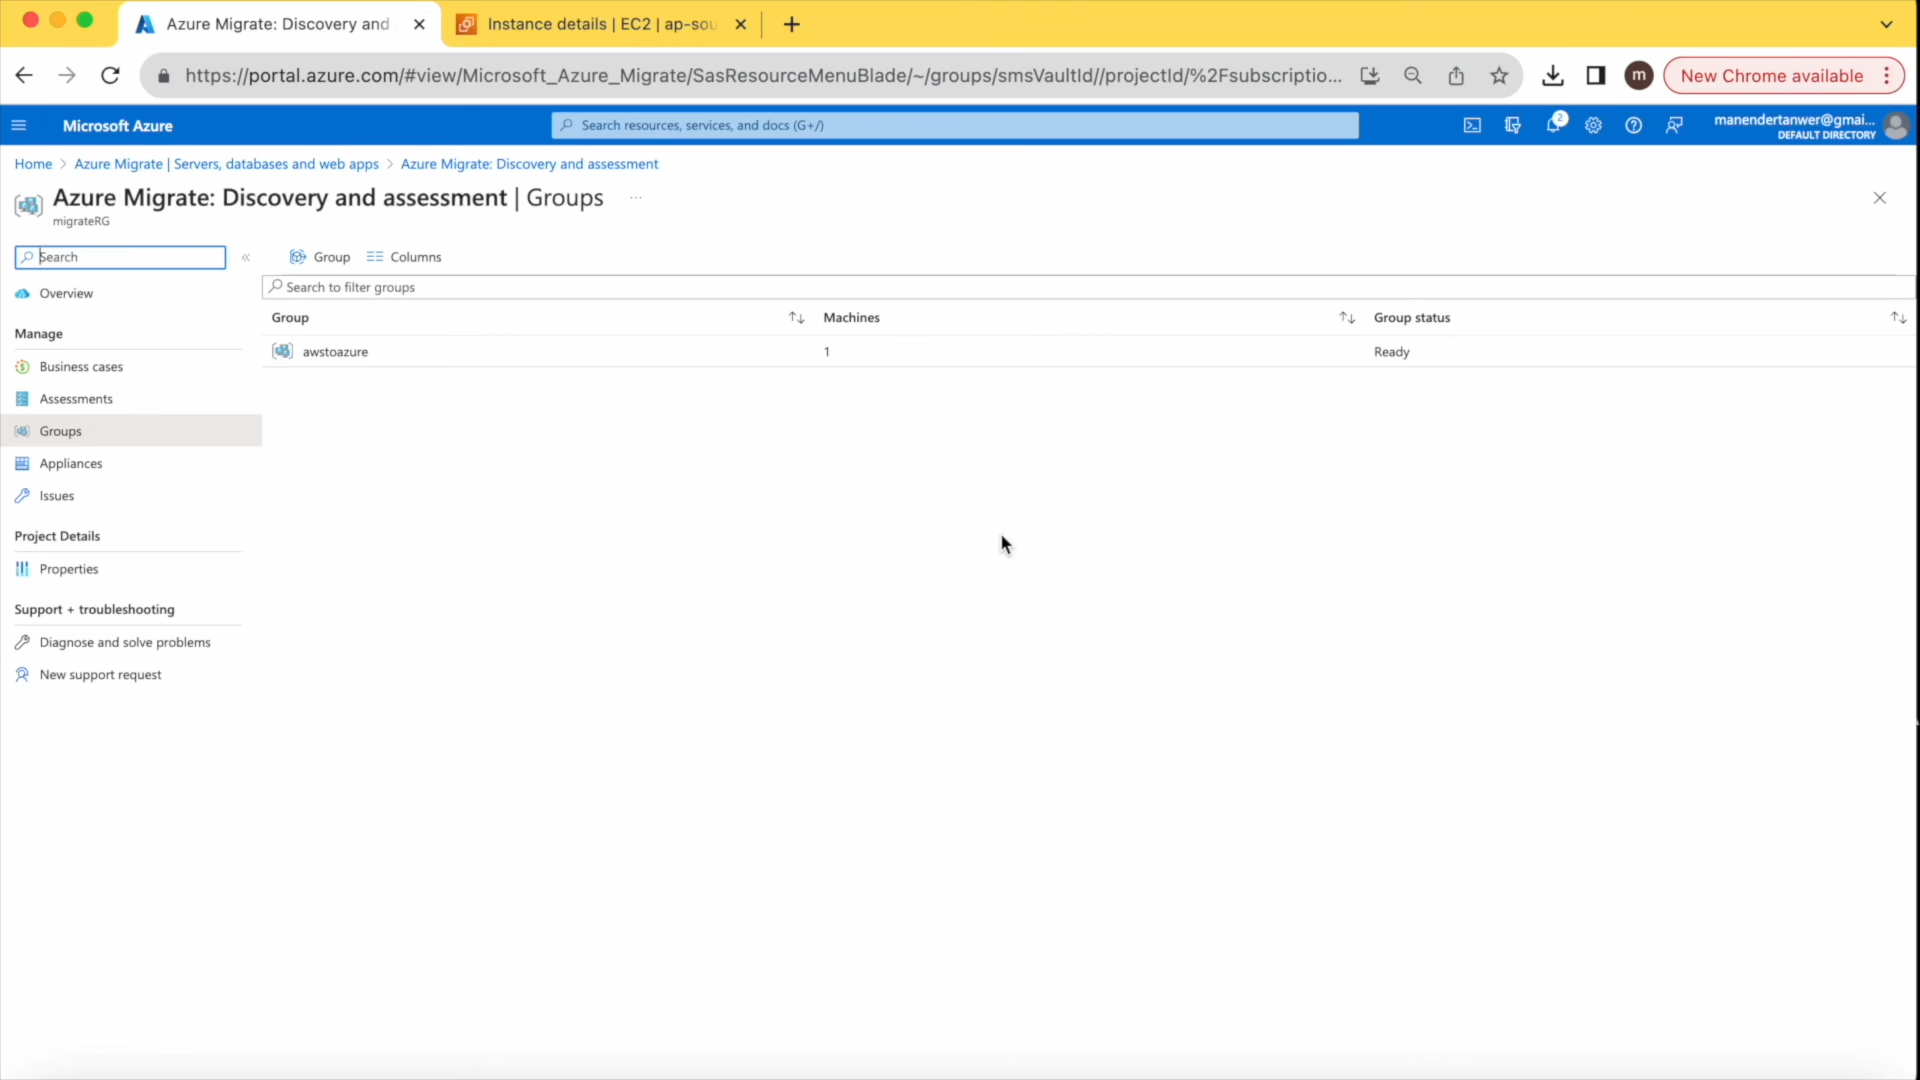 Azure Migrate: Discovery and
Instance details | EC2 | ap-sou
https://portal.azure.com/#view/Microsoft_Azure_Migrate/SasResourceMenuBlade/~/groups/smsVaultId//projectId/%2Fsubscriptio...
m
New Chrome available
Microsoft Azure
Search resources, services, and docs (G+/)
2
manendertanwer@gmai...
DEFAULT DIRECTORY
Home > Azure Migrate | Servers, databases and web apps > Azure Migrate: Discovery and assessment
Azure Migrate: Discovery and assessment | Groups ...
migrateRG
Search
Group
Columns
Overview
Search to filter groups
Group
Machines
Group status
Manage
awstoazure
1
Ready
Business cases
Assessments
Groups
Appliances
Issues
Project Details
Properties
Support + troubleshooting
Diagnose and solve problems
New support request